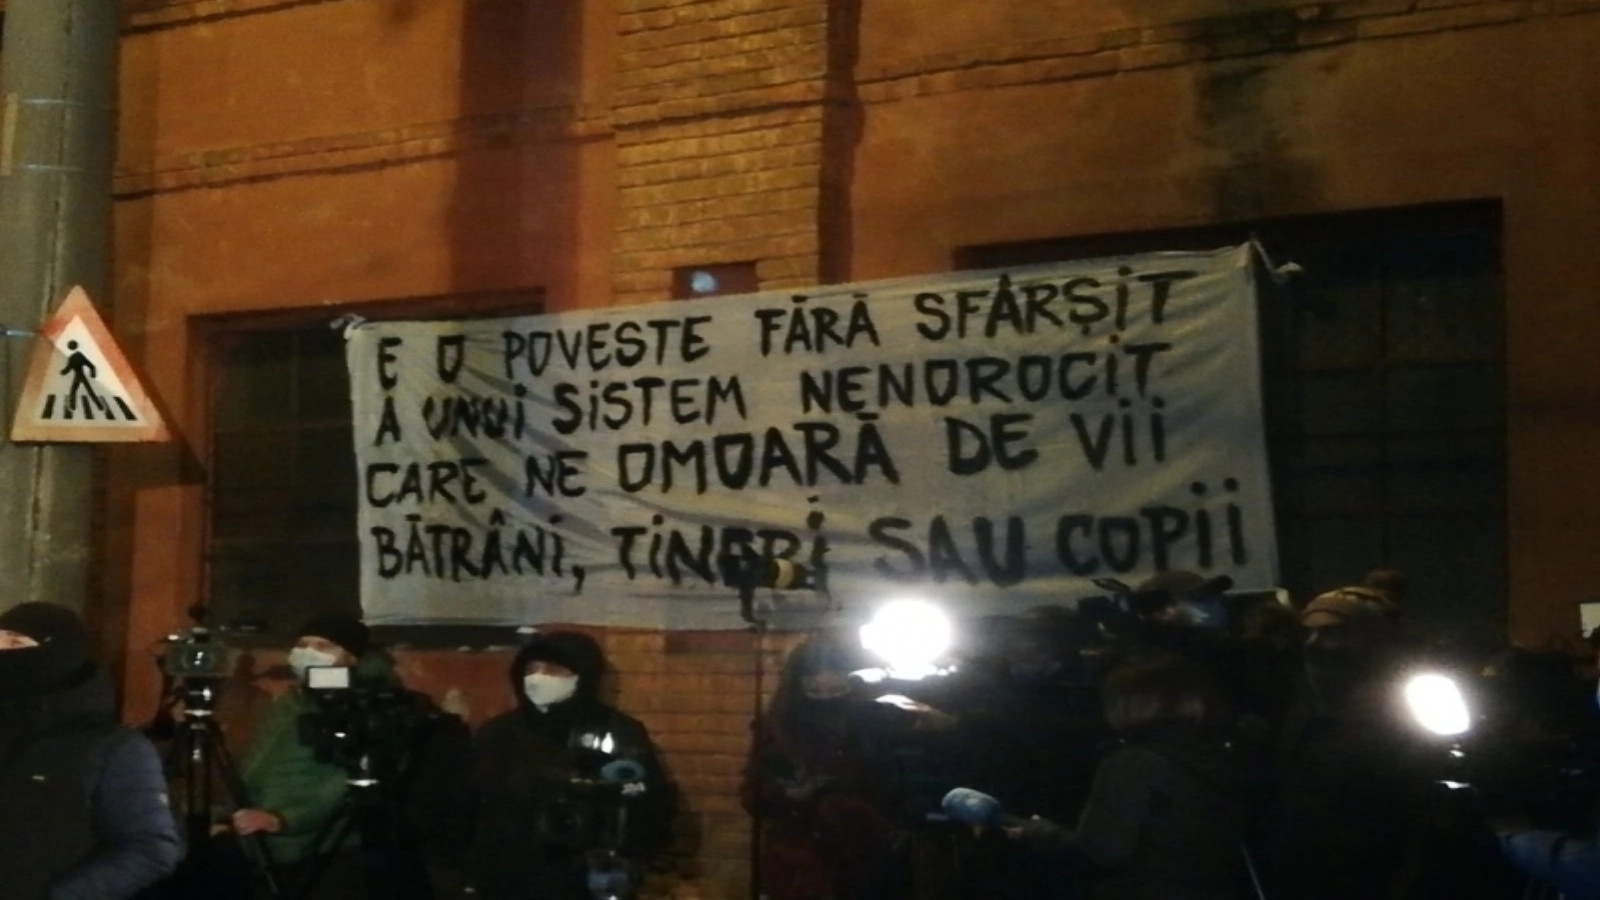 E O POVESTE FĂRĂ SFÂRȘIT
A UNUI SISTEM NENOROCIT
CARE NE OMOARĂ DE VII
BĂTRÂNI, TINERI SAU COPII